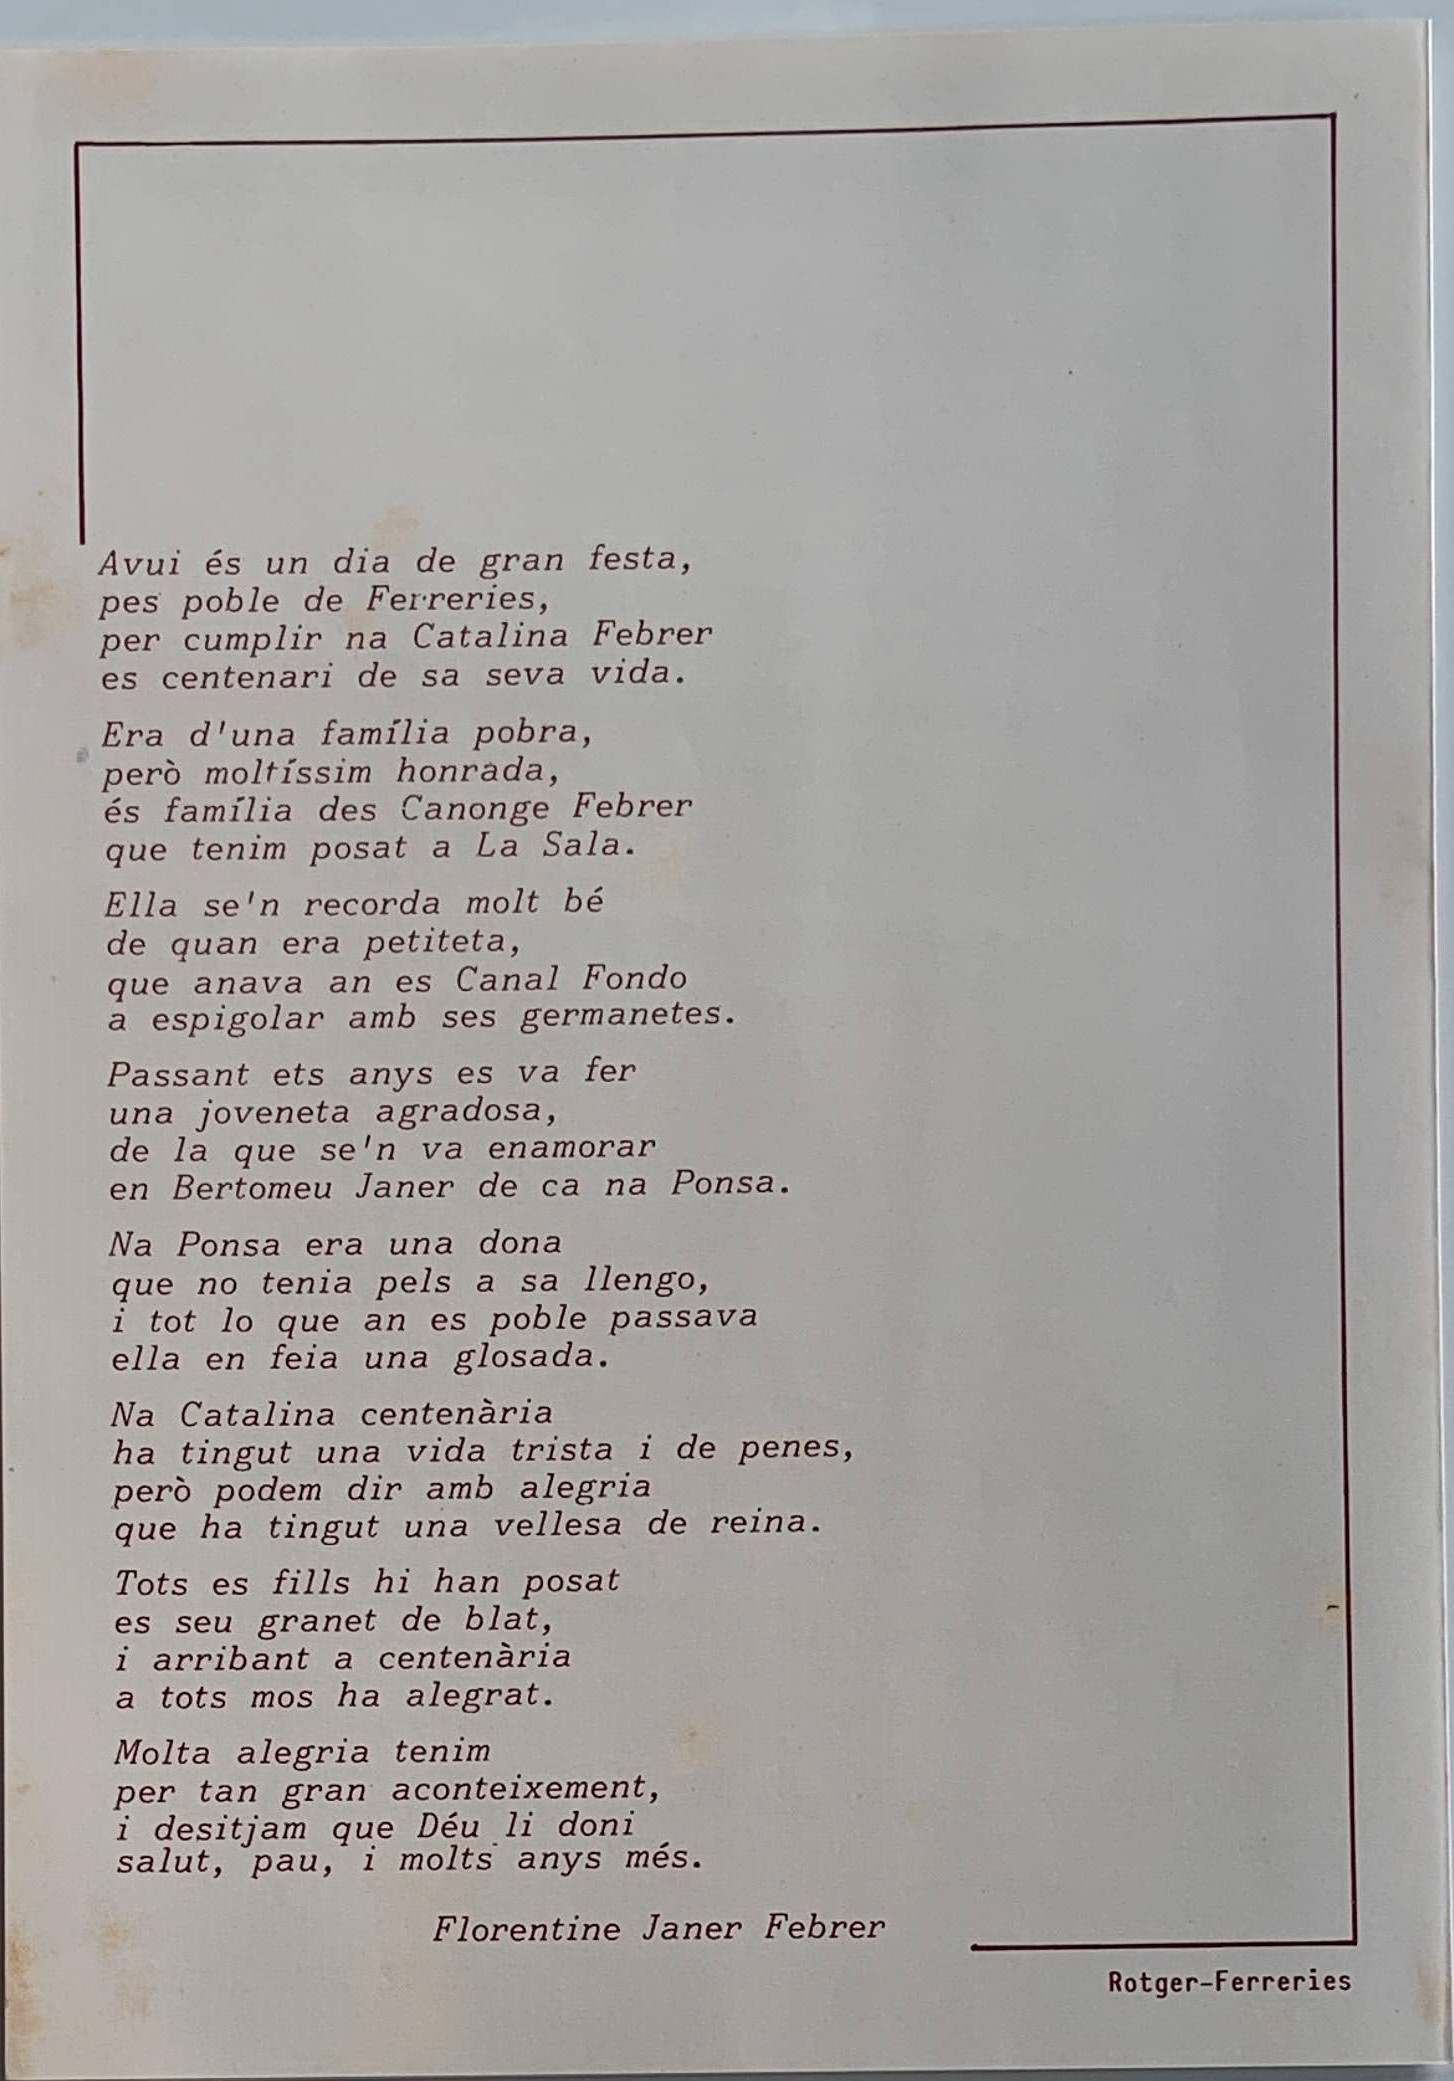 Avui és un dia de gran festa,
pes poble de Ferreries,
per cumplir na Catalina Febrer
es centenari de sa seva vida.
Era d'una família pobra,
però moltíssim honrada,
és família des Canonge Febrer
que tenim posat a La Sala.
Ella se'n recorda molt bé
de quan era petiteta,
que anava an es Canal Fondo
a espigolar amb ses germanetes.
Passant ets anys es va fer
una joveneta agradosa,
de la que se'n va enamorar
en Bertomeu Janer de ca na Ponsa.
Na Ponsa era una dona
que no tenia pels a sa llengo,
i tot lo que an es poble passava
ella en feia una glosada.
Na Catalina centenària
ha tingut una vida trista i de penes,
però podem dir amb alegria
que ha tingut una vellesa de reina.
Tots es fills hi han posat
es seu granet de blat,
i arribant a centenària
a tots mos ha alegrat.
Molta alegria tenim
per tan gran aconteixement,
i desitjam que Déu li doni
salut, pau, i molts anys més.
Florentine Janer Febrer
Rotger-Ferreries